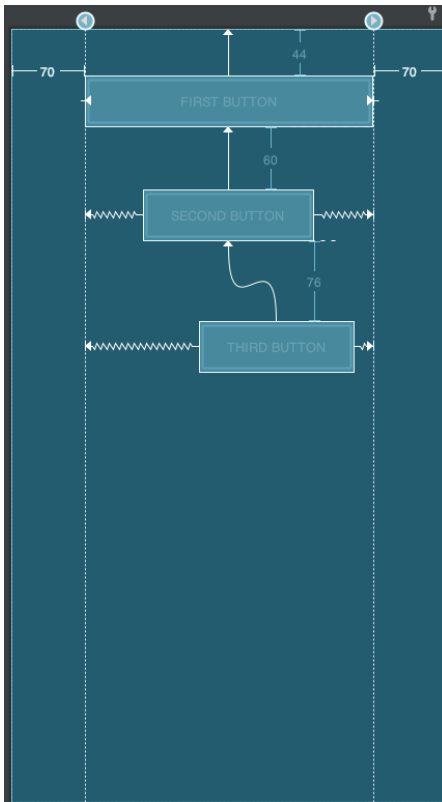 44
70 70
FIRST BUTTON
60
SECOND BUTTON
76
THIRD BUTTON